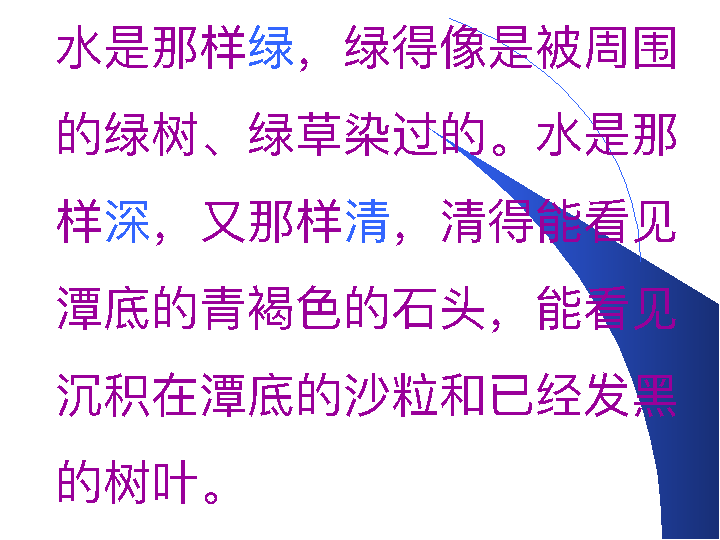 水是那样绿，绿得像是被周围
的绿树、绿草染过的。水是那
样深，又那样清，清得能看见
潭底的青褐色的石头，能看见
沉积在潭底的沙粒和已经发黑
的树叶。